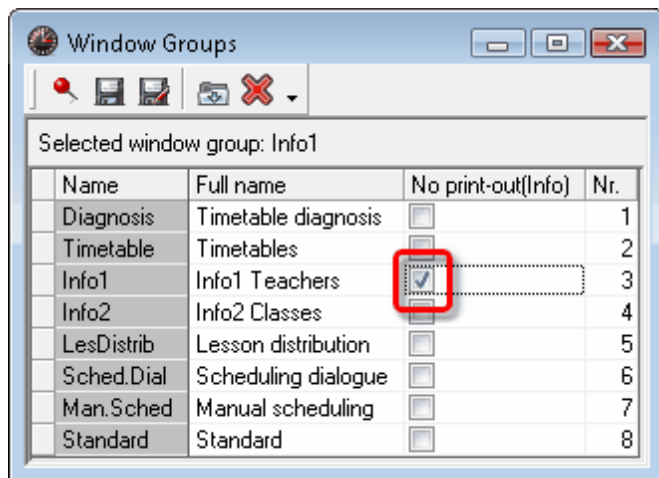 Window Groups
Selected window group: Info1
Name Full name No print-out(Info) Nr.
Diagnosis Timetable diagnosis 1
Timetable Timetables 2
Info1 Info1 Teachers 3
Info2 Info2 Classes 4
LesDistrib Lesson distribution 5
Sched.Dial Scheduling dialogue 6
Man.Sched Manual scheduling 7
Standard Standard 8